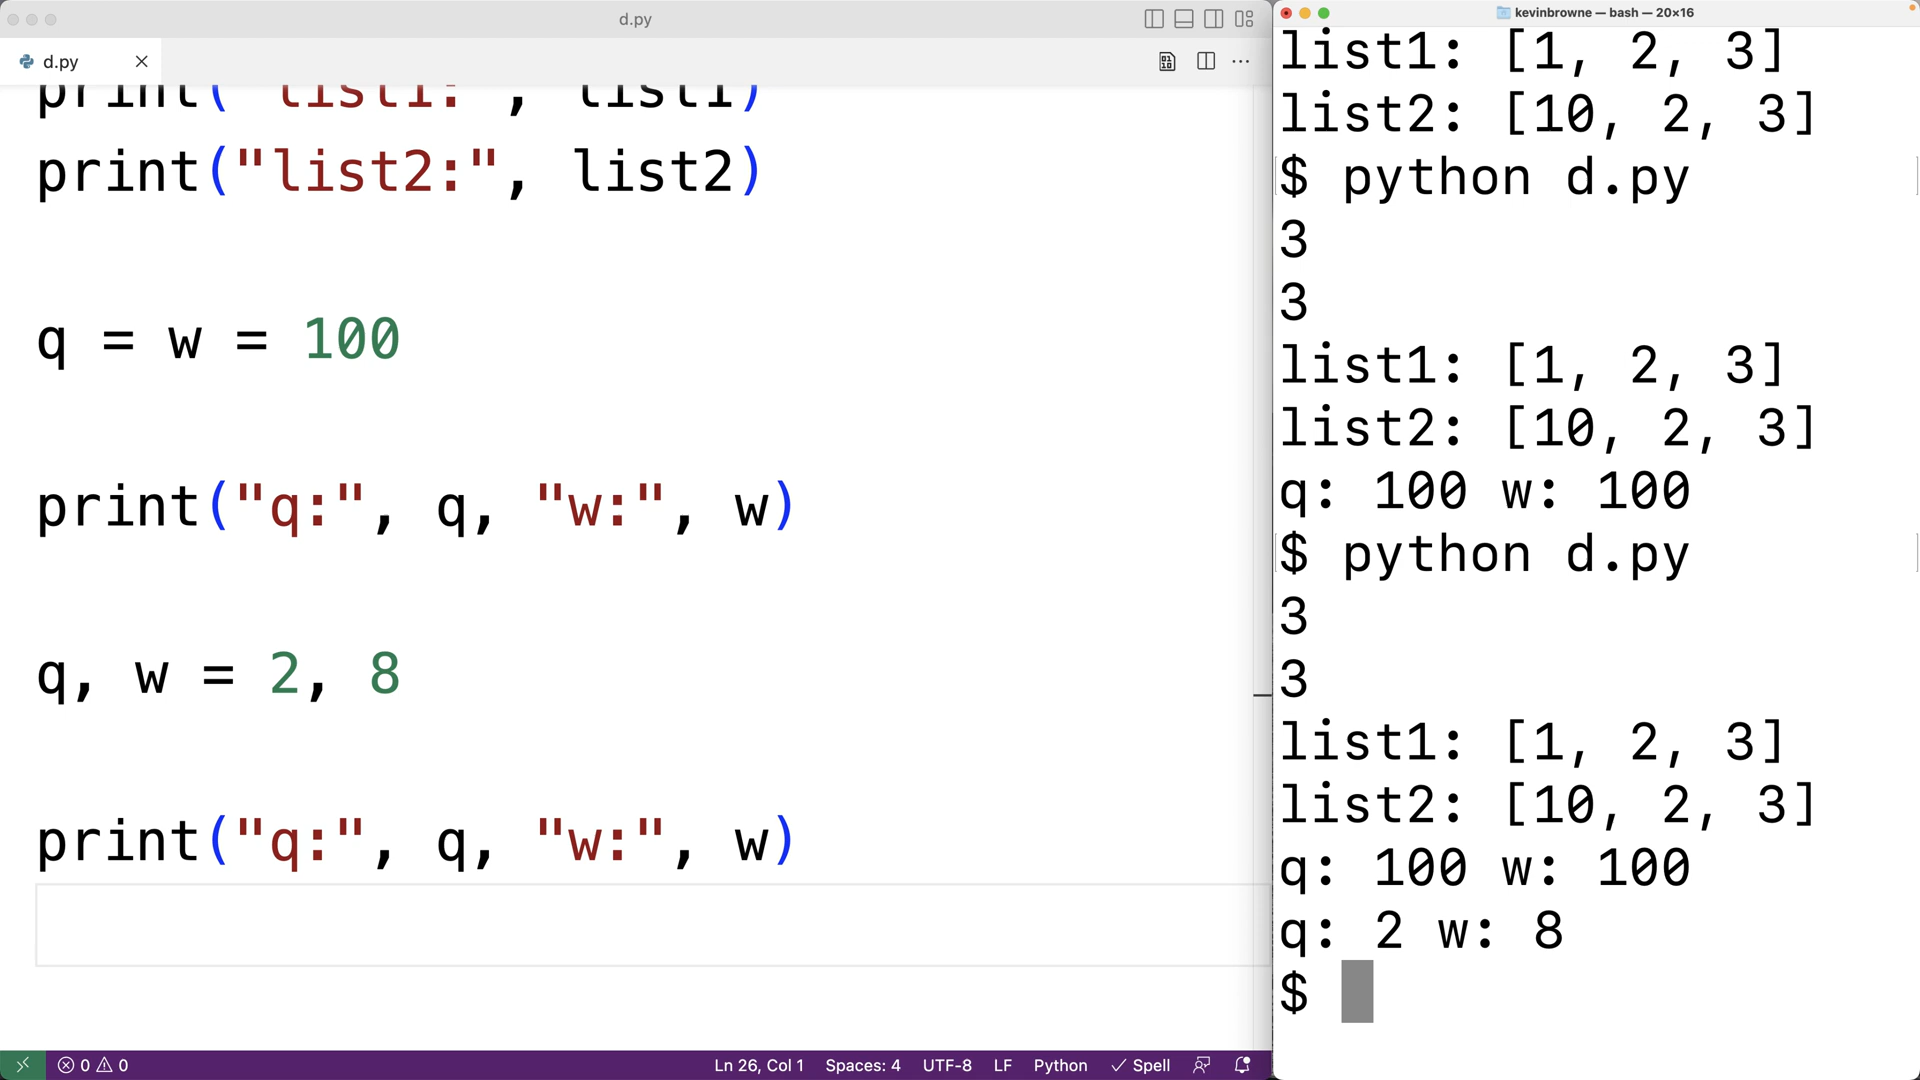 d.py
d.py
print("list1:", list1)
print("list2:", list2)
q = w = 100
print("q:", q, "w:", w)
q, w = 2, 8
print("q:", q, "w:", w)
0 0
Ln 26, Col 1 Spaces: 4 UTF-8 LF Python Spell
kevinbrowne — bash — 20×16
list1: [1, 2, 3]
list2: [10, 2, 3]
$ python d.py
3
3
list1: [1, 2, 3]
list2: [10, 2, 3]
q: 100 w: 100
$ python d.py
3
3
list1: [1, 2, 3]
list2: [10, 2, 3]
q: 100 w: 100
q: 2 w: 8
$